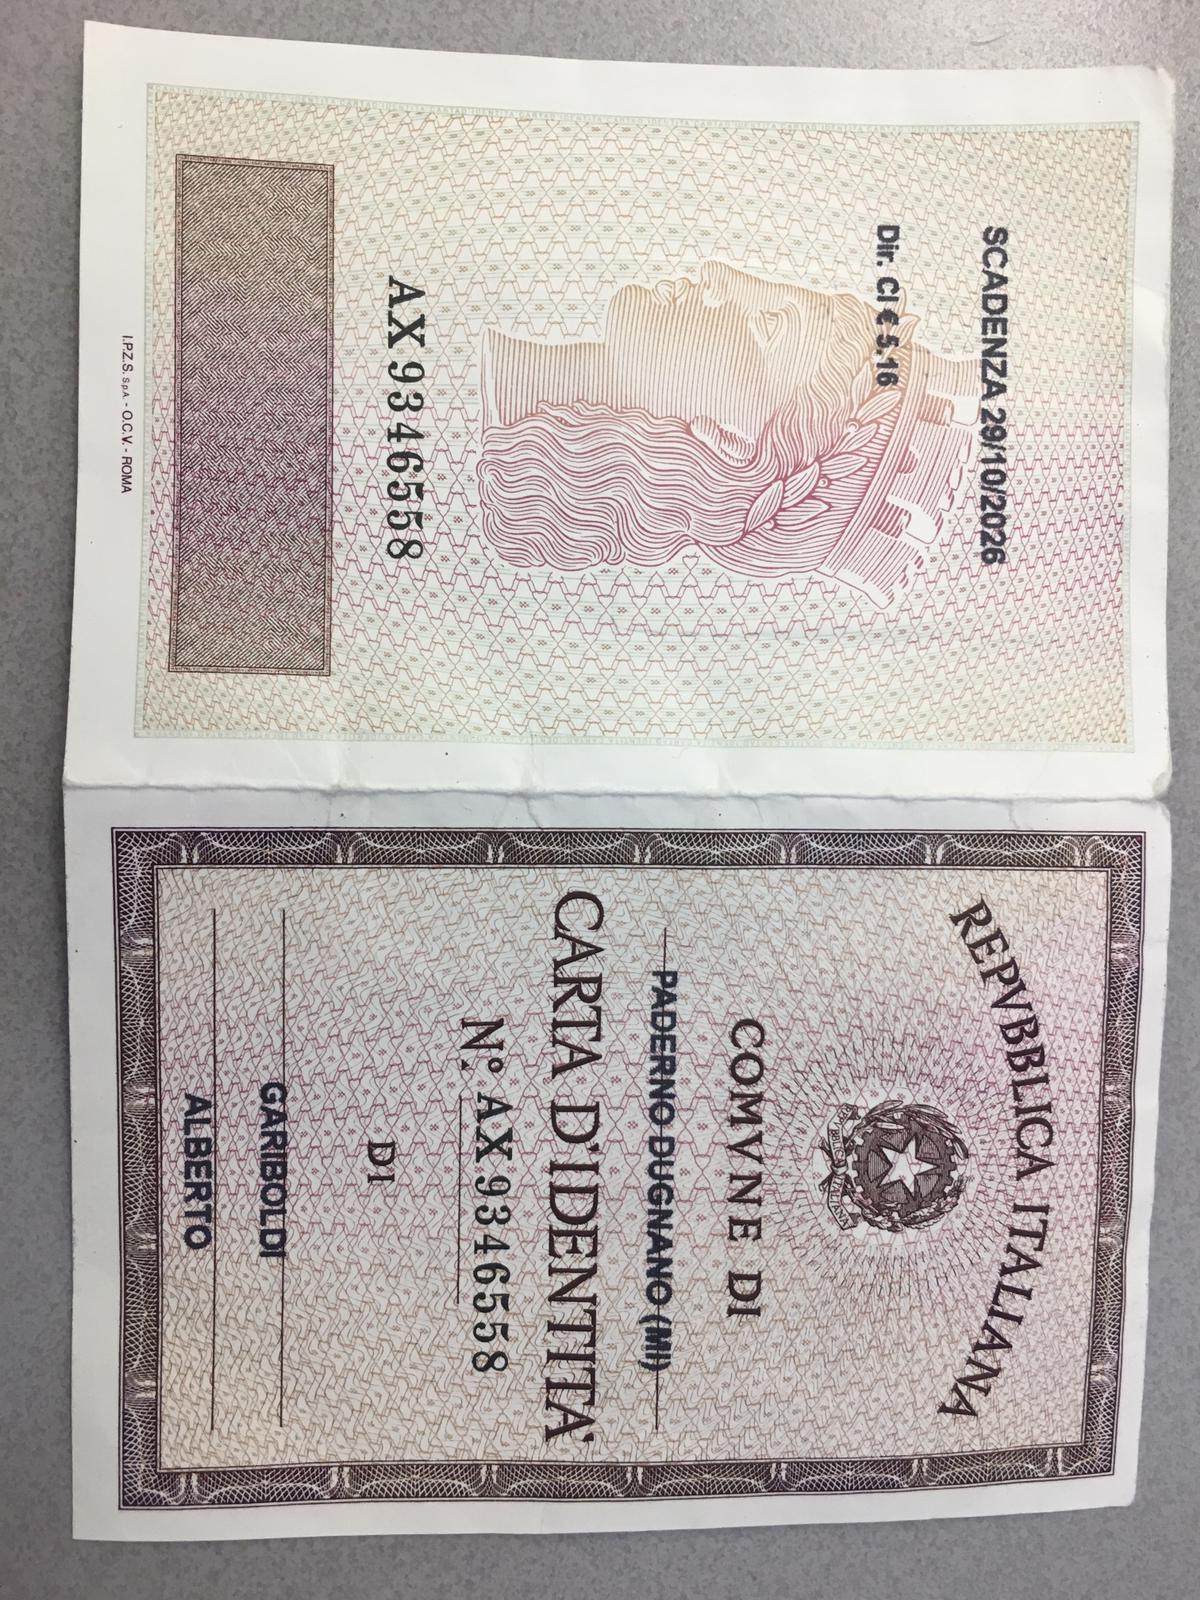 SCADENZA 29/10/2026
Dir. CI € 5.16
AX 9346558
I.P.Z.S. S.p.A. - O.C.V. - ROMA
REPVBBLICA ITALIANA
COMVNE DI
PADERNO DUGNANO (MI)
CARTA D'IDENTITA'
N° AX 9346558
DI
GARIBOLDI
ALBERTO